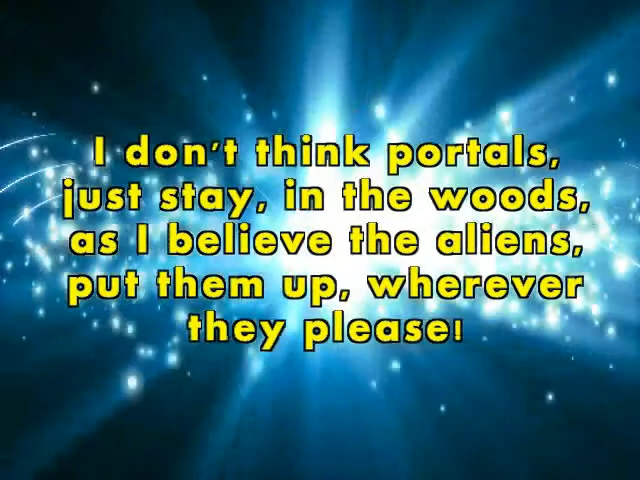 I don't think portals,
just stay, in the woods,
as I believe the aliens,
put them up, wherever
they please!